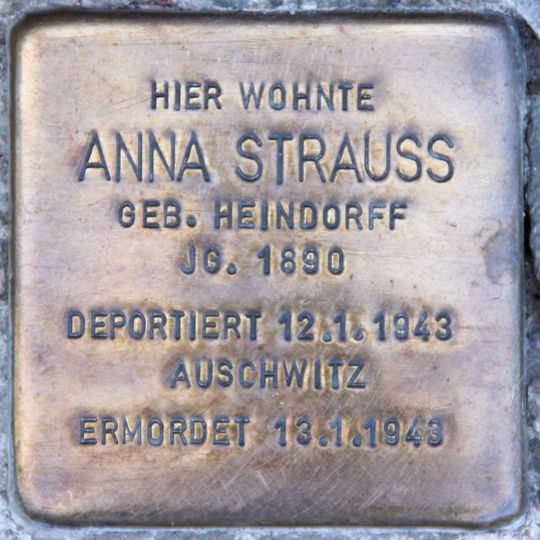 HIER WOHNTE
ANNA STRAUSS
GEB. HEINDORFF
JG. 1890
DEPORTIERT 12.1.1943
AUSCHWITZ
ERMORDET 13.1.1943